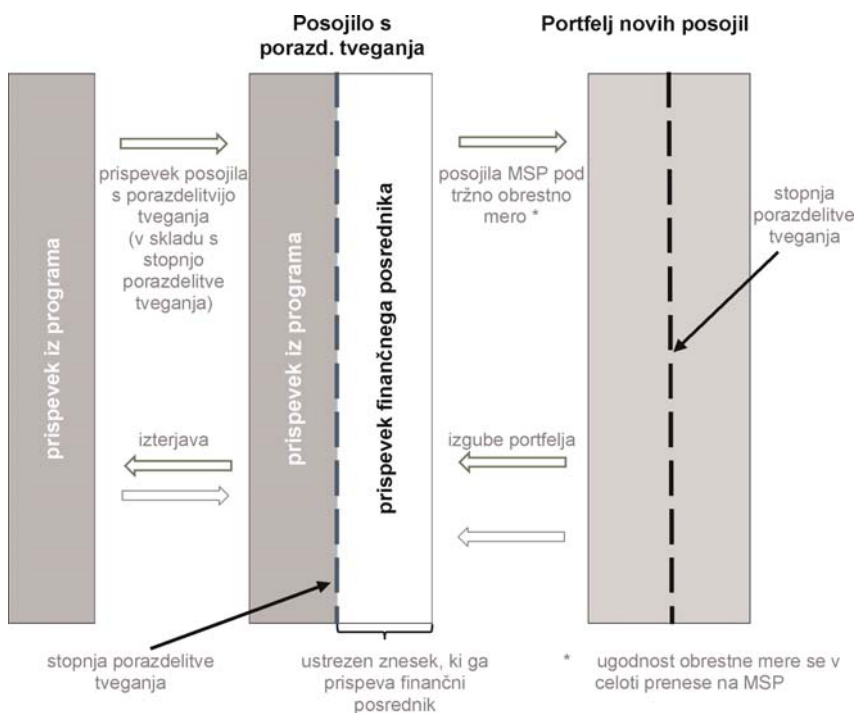 Posojilo s
porazd. tveganja
Portfelj novih posojil
prispevek iz programa
prispevek posojila
s porazdelitvijo
tveganja
(v skladu s
stopnjo
porazdelitve
tveganja)
izterjava
prispevek iz programa
prispevek finančnega posrednika
posojila MSP pod
tržno obrestno
mero *
izgube portfelja
stopnja
porazdelitve
tveganja
stopnja porazdelitve
tveganja
ustrezen znesek, ki ga
prispeva finančni
posrednik
* ugodnost obrestne mere se v
celoti prenese na MSP